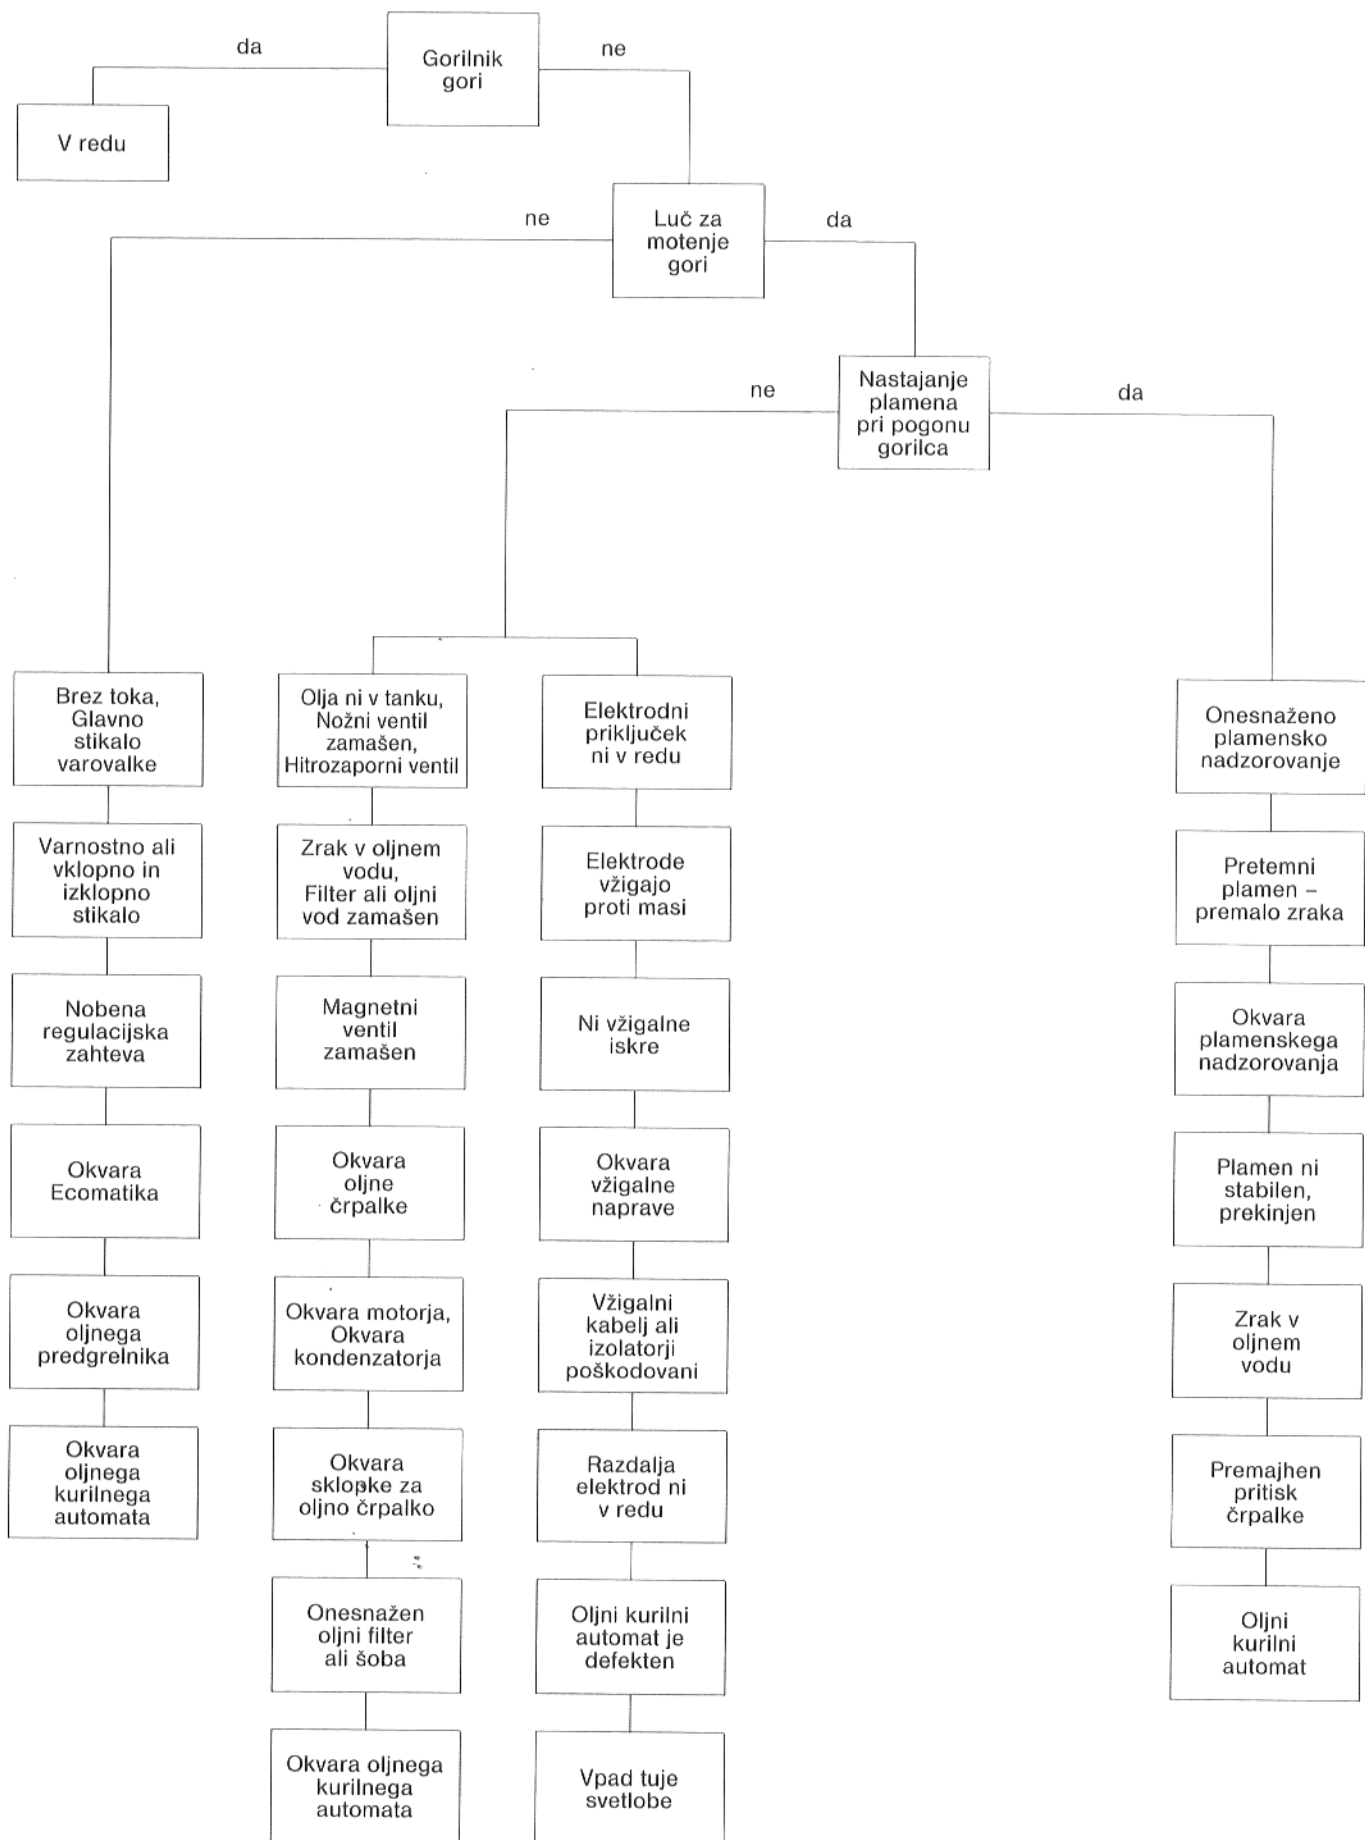 da
Gorilnik
gori
ne
V redu
ne
Luč za
motenje
gori
da
ne
Nastajanje
plamena
pri pogonu
gorilca
da
Brez toka,
Glavno
stikalo
varovalke
Varnostno ali
vklopno in
izklopno
stikalo
Nobena
regulacijska
zahteva
Okvara
Ecomatika
Okvara
oljnega
predgrelnika
Okvara
oljnega
kurilnega
automata
Olja ni v tanku,
Nožni ventil
zamašen,
Hitrozaporni ventil
Zrak v oljnem
vodu,
Filter ali oljni
vod zamašen
Magnetni
ventil
zamašen
Okvara
oljne
črpalke
Okvara motorja,
Okvara
kondenzatorja
Okvara
sklopke za
oljno črpalko
Onesnažen
oljni filter
ali šoba
Okvara oljnega
kurilnega
automata
Elektrodni
priključek
ni v redu
Elektrode
vžigajo
proti masi
Ni vžigalne
iskre
Okvara
vžigalne
naprave
Vžigalni
kabelj ali
izolatorji
poškodovani
Razdalja
elektrod ni
v redu
Oljni kurilni
automat je
defekten
Vpad tuje
svetlobe
Onesnaženo
plamensko
nadzorovanje
Pretemni
plamen –
premalo zraka
Okvara
plamenskega
nadzorovanja
Plamen ni
stabilen,
prekinjen
Zrak v
oljnem
vodu
Premajhen
pritisk
črpalke
Oljni
kurilni
automat